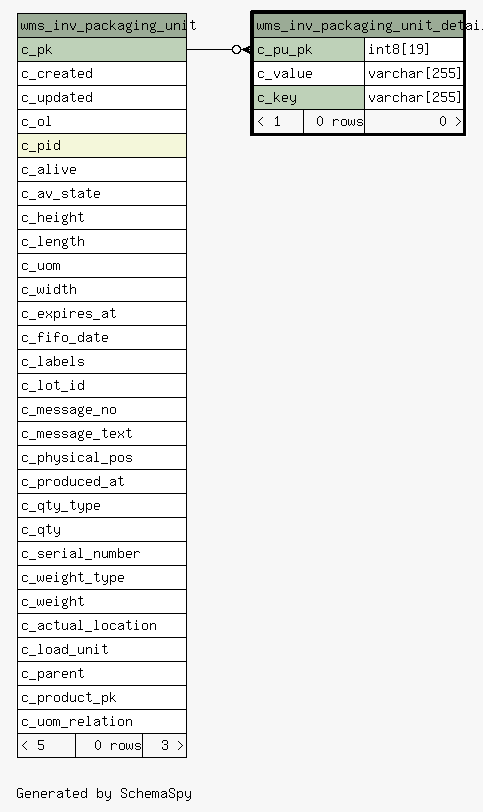 wms_inv_packaging_unit
c_pk
c_created
c_updated
c_ol
c_pid
c_alive
c_av_state
c_height
c_length
c_uom
c_width
c_expires_at
c_fifo_date
c_labels
c_lot_id
c_message_no
c_message_text
c_physical_pos
c_produced_at
c_qty_type
c_qty
c_serial_number
c_weight_type
c_weight
c_actual_location
c_load_unit
c_parent
c_product_pk
c_uom_relation
< 5 0 rows 3 >
wms_inv_packaging_unit_detai
c_pu_pk int8[19]
c_value varchar[255]
c_key varchar[255]
< 1 0 rows 0 >
Generated by SchemaSpy